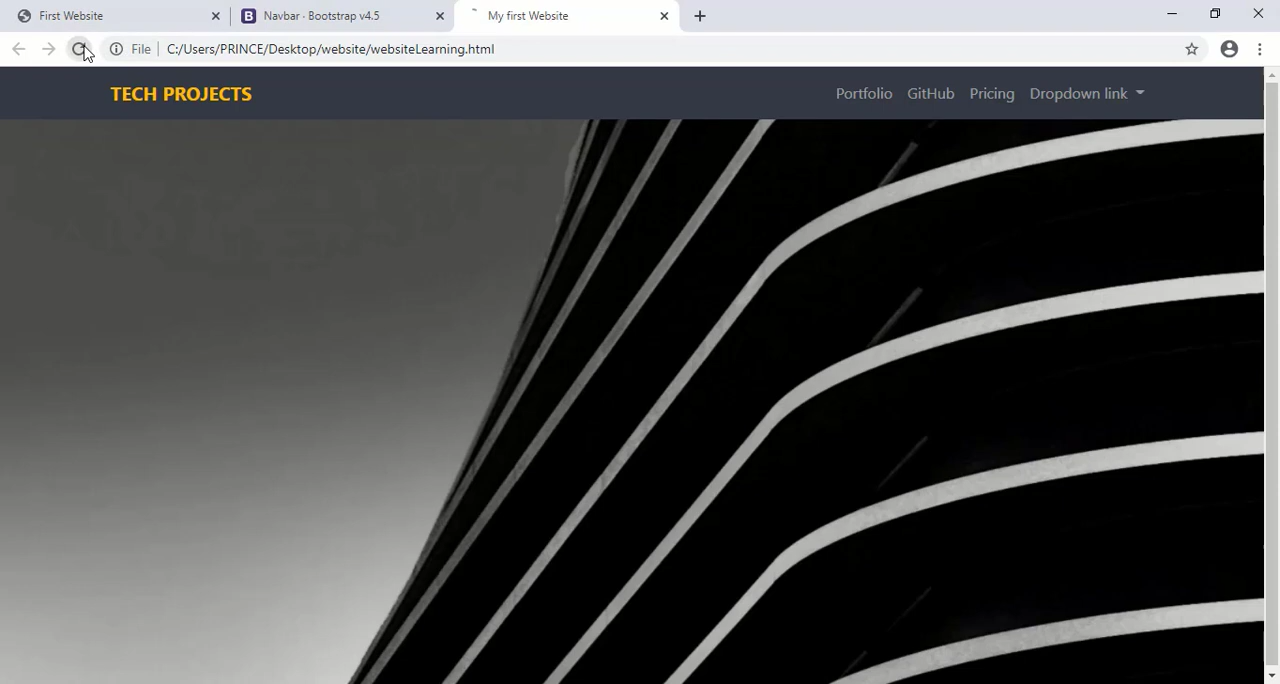 First Website
Navbar · Bootstrap v4.5
My first Website
File
C:/Users/PRINCE/Desktop/website/websiteLearning.html
TECH PROJECTS
Portfolio
GitHub
Pricing
Dropdown link